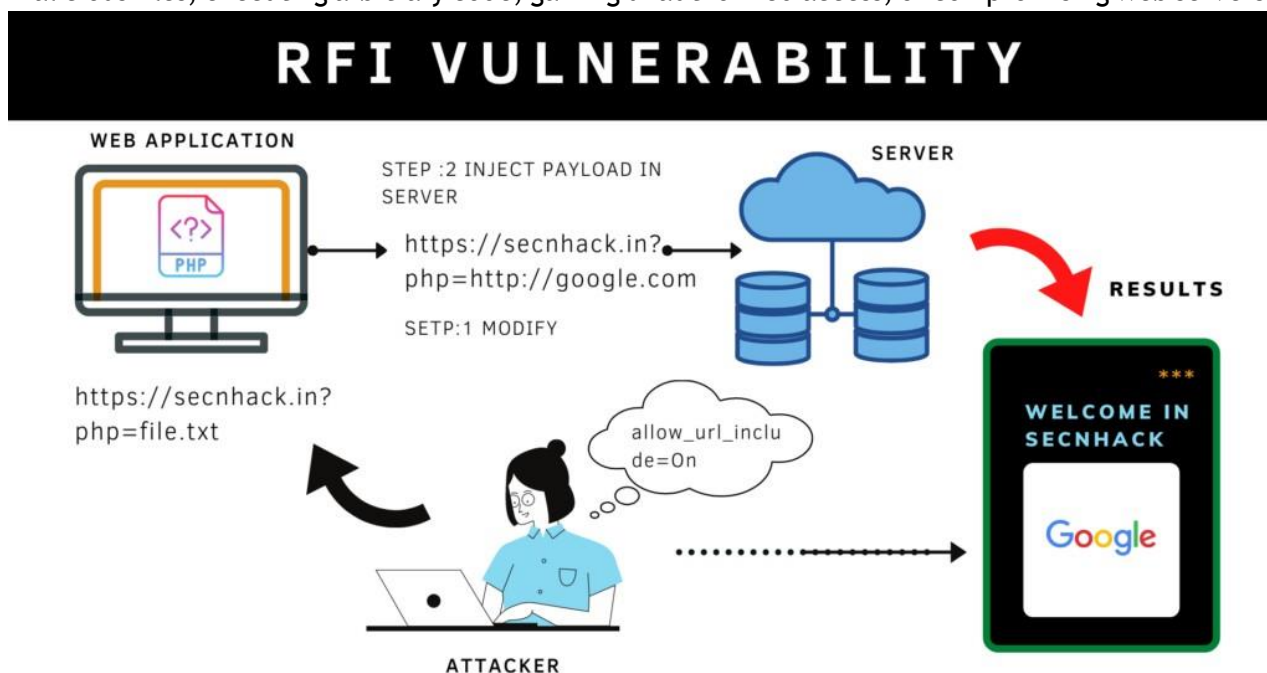 RFI VULNERABILITY
WEB APPLICATION
<?>
PHP
STEP :2 INJECT PAYLOAD IN
SERVER
https://secnhack.in?
php=http://google.com
SETP:1 MODIFY
SERVER
RESULTS
https://secnhack.in?
php=file.txt
allow_url_inclu
de=On
***
WELCOME IN
SECNHACK
Google
ATTACKER